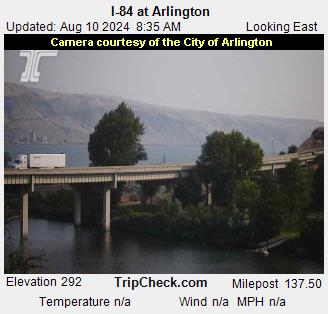 I-84 at Arlington
Updated: Aug 10 2024 8:35 AM Looking East
Camera courtesy of the City of Arlington
Elevation 292 TripCheck.com Milepost 137.50
Temperature n/a Wind n/a MPH n/a